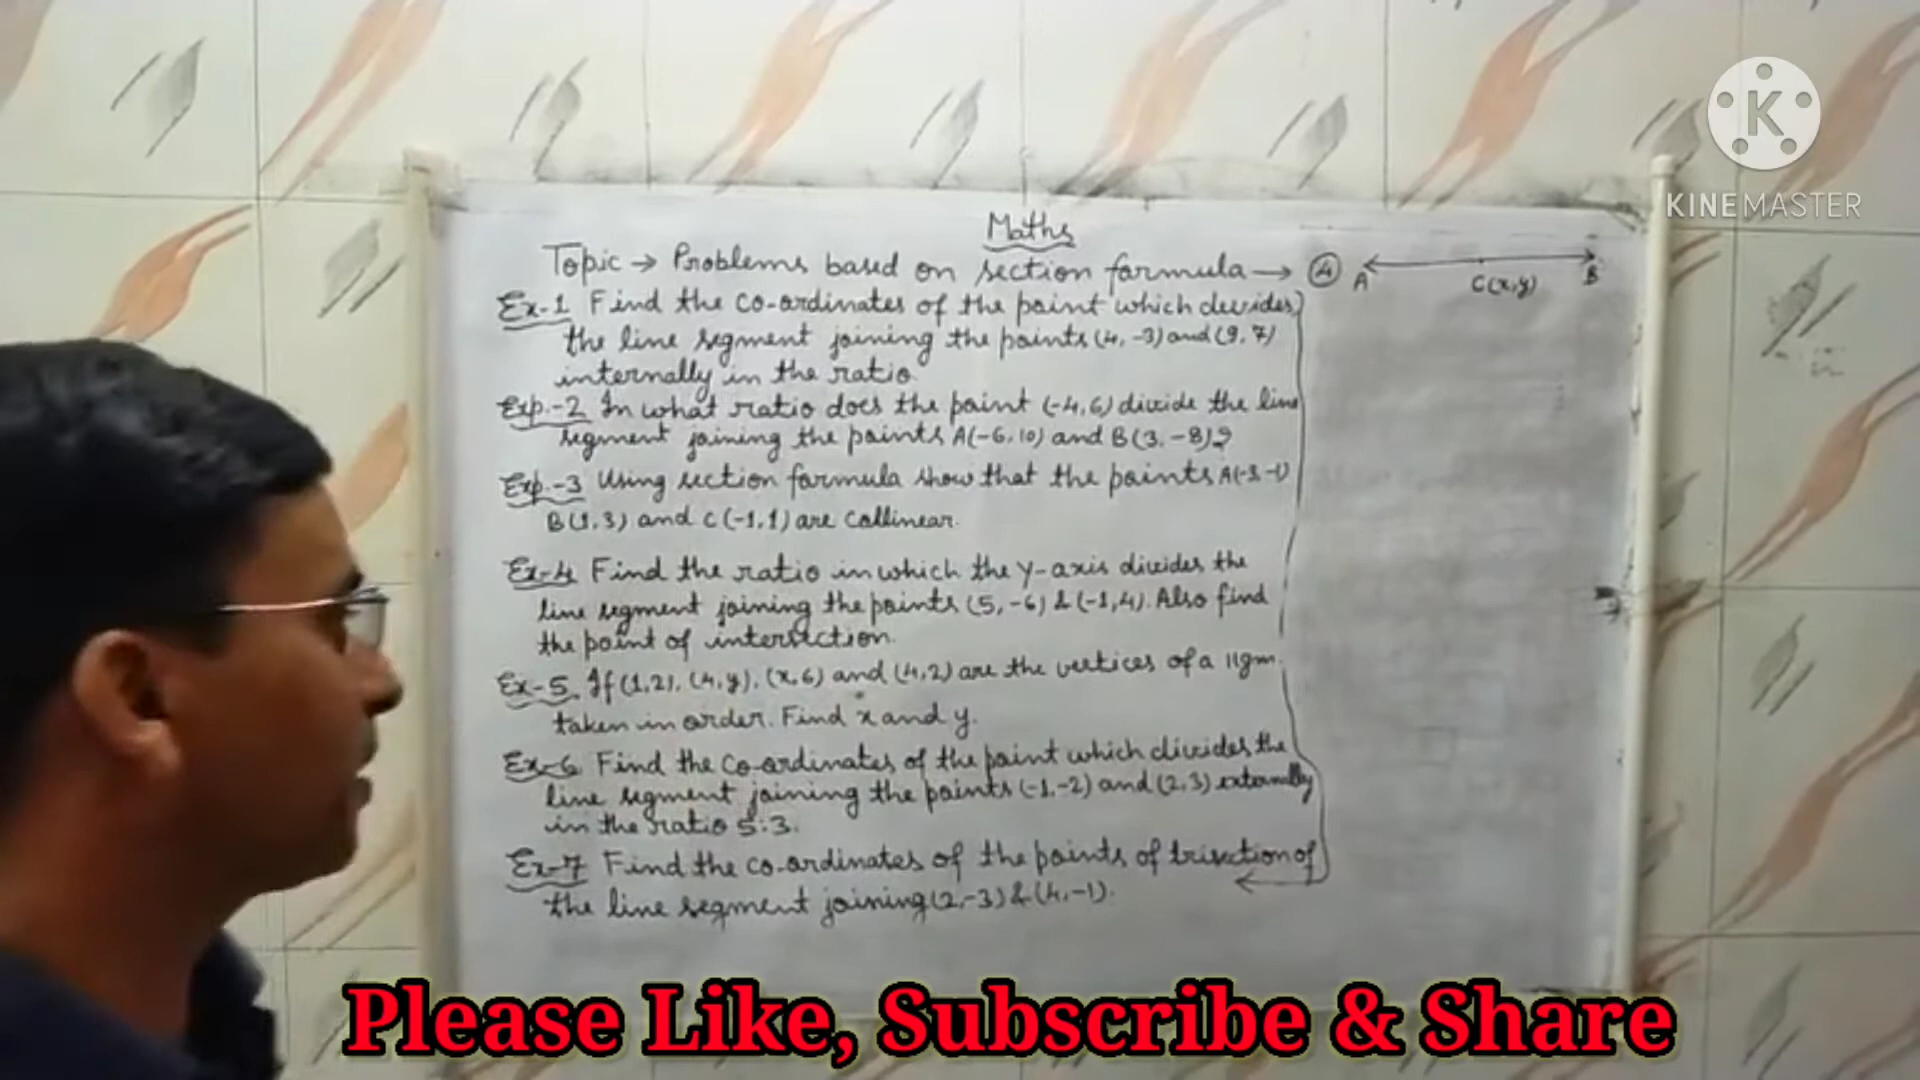 K
KINEMASTER
Maths
Topic → Problems based on section formula → 4
A B
C(x,y)
Ex-1 Find the co-ordinates of the point which devides
the line segment joining the points (4, -3) and (9, 7)
internally in the ratio.
Exp.-2 In what ratio does the point (-4,6) divide the line
segment joining the points A(-6,10) and B(3,-8)?
Exp.-3 Using section formula show that the points A(-3,-1)
B(1,3) and C(-1,1) are Collinear.
Ex-4 Find the ratio in which the y-axis divides the
line segment joining the points (5, -6) & (-1,4). Also find
the point of intersection.
Ex-5. If (1,2), (4,y), (x,6) and (4,2) are the vertices of a llgm.
taken in order. Find x and y.
Ex-6 Find the co-ordinates of the point which divides the
line segment joining the points (-1,-2) and (2,3) externally
in the ratio 5:3.
Ex-7 Find the co-ordinates of the points of trisection of
the line segment joining (2,-3) & (4,-1).
Please Like, Subscribe & Share